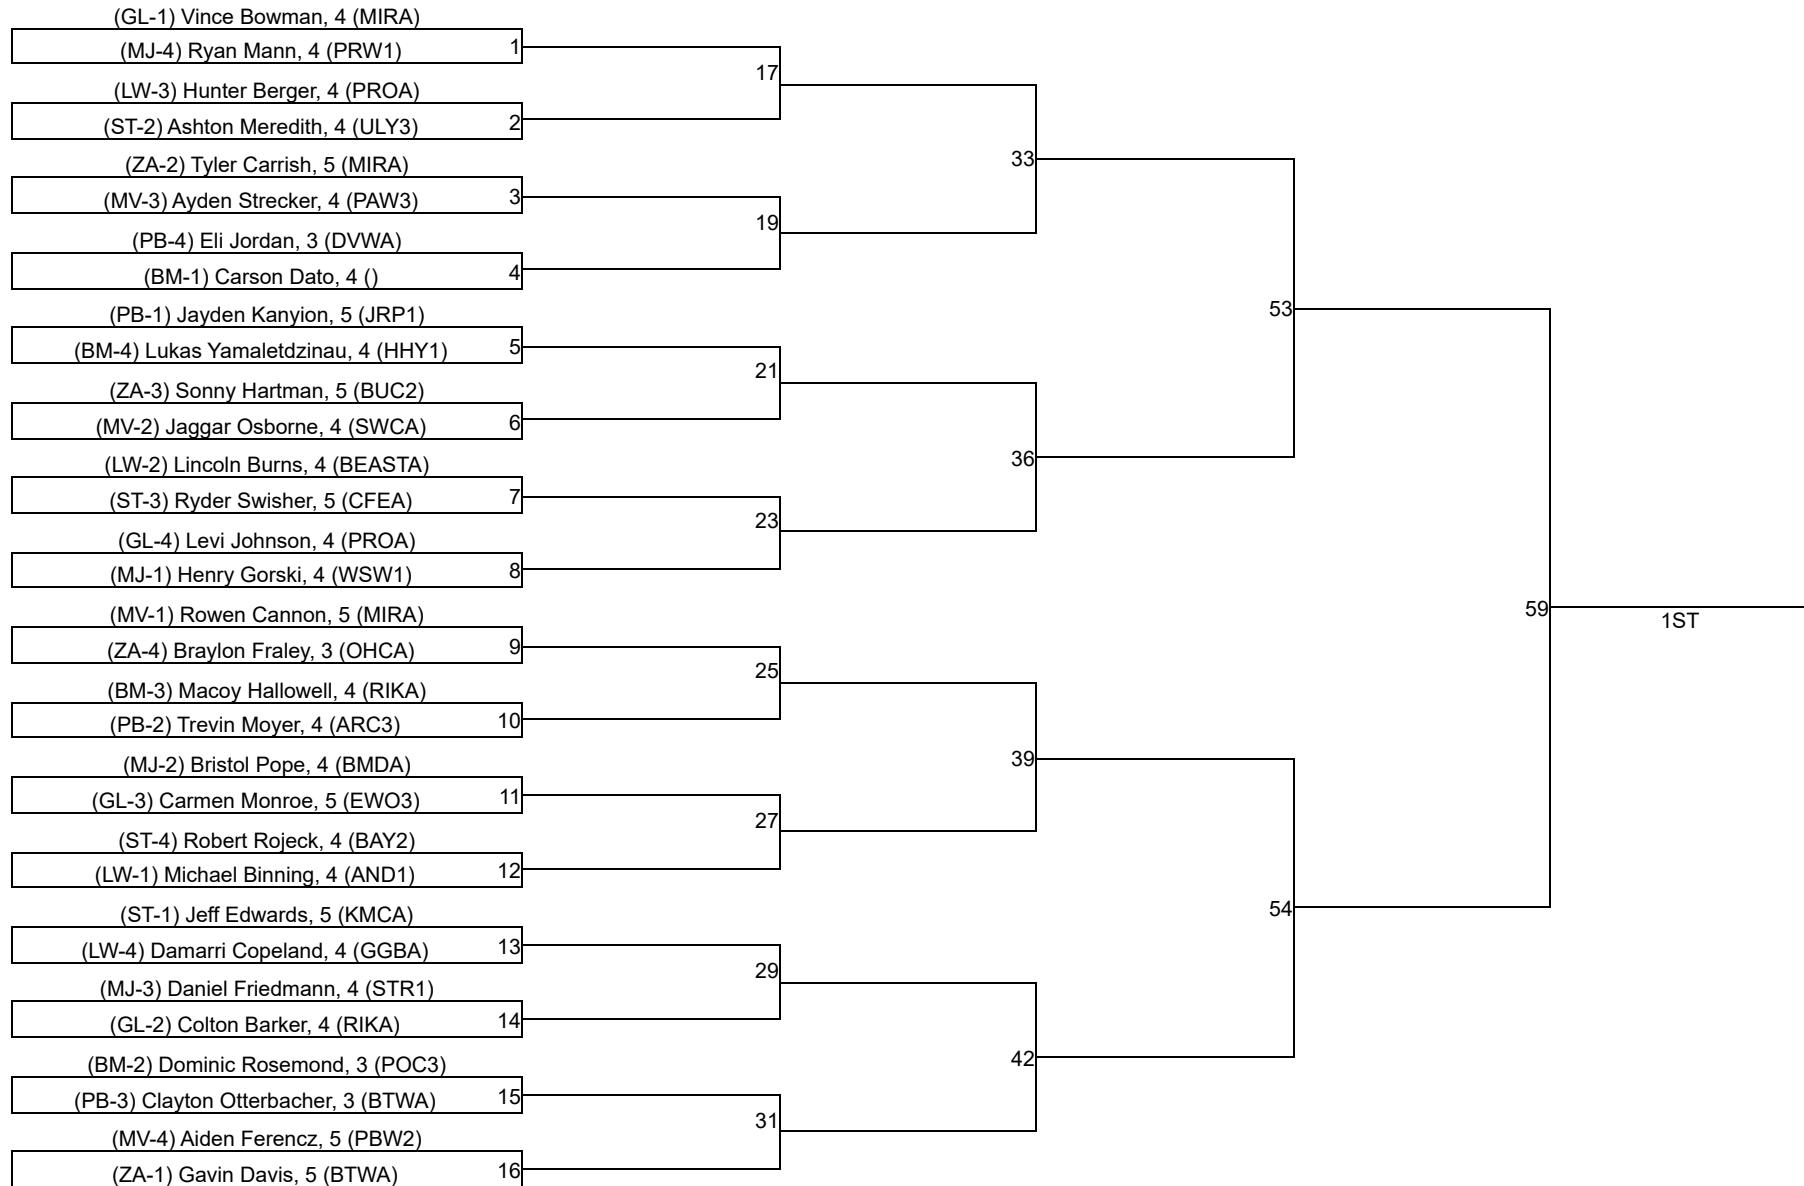 (GL-1) Vince Bowman, 4 (MIRA)
(MJ-4) Ryan Mann, 4 (PRW1)
1
17
(LW-3) Hunter Berger, 4 (PROA)
(ST-2) Ashton Meredith, 4 (ULY3)
2
33
(ZA-2) Tyler Carrish, 5 (MIRA)
(MV-3) Ayden Strecker, 4 (PAW3)
3
19
(PB-4) Eli Jordan, 3 (DVWA)
(BM-1) Carson Dato, 4 ()
4
53
(PB-1) Jayden Kanyion, 5 (JRP1)
(BM-4) Lukas Yamaletdzinau, 4 (HHY1)
5
21
(ZA-3) Sonny Hartman, 5 (BUC2)
(MV-2) Jaggar Osborne, 4 (SWCA)
6
36
(LW-2) Lincoln Burns, 4 (BEASTA)
(ST-3) Ryder Swisher, 5 (CFEA)
7
23
(GL-4) Levi Johnson, 4 (PROA)
(MJ-1) Henry Gorski, 4 (WSW1)
8
59
1ST
(MV-1) Rowen Cannon, 5 (MIRA)
(ZA-4) Braylon Fraley, 3 (OHCA)
9
25
(BM-3) Macoy Hallowell, 4 (RIKA)
(PB-2) Trevin Moyer, 4 (ARC3)
10
39
(MJ-2) Bristol Pope, 4 (BMDA)
(GL-3) Carmen Monroe, 5 (EWO3)
11
27
(ST-4) Robert Rojeck, 4 (BAY2)
(LW-1) Michael Binning, 4 (AND1)
12
54
(ST-1) Jeff Edwards, 5 (KMCA)
(LW-4) Damarri Copeland, 4 (GGBA)
13
29
(MJ-3) Daniel Friedmann, 4 (STR1)
(GL-2) Colton Barker, 4 (RIKA)
14
42
(BM-2) Dominic Rosemond, 3 (POC3)
(PB-3) Clayton Otterbacher, 3 (BTWA)
15
31
(MV-4) Aiden Ferencz, 5 (PBW2)
(ZA-1) Gavin Davis, 5 (BTWA)
16